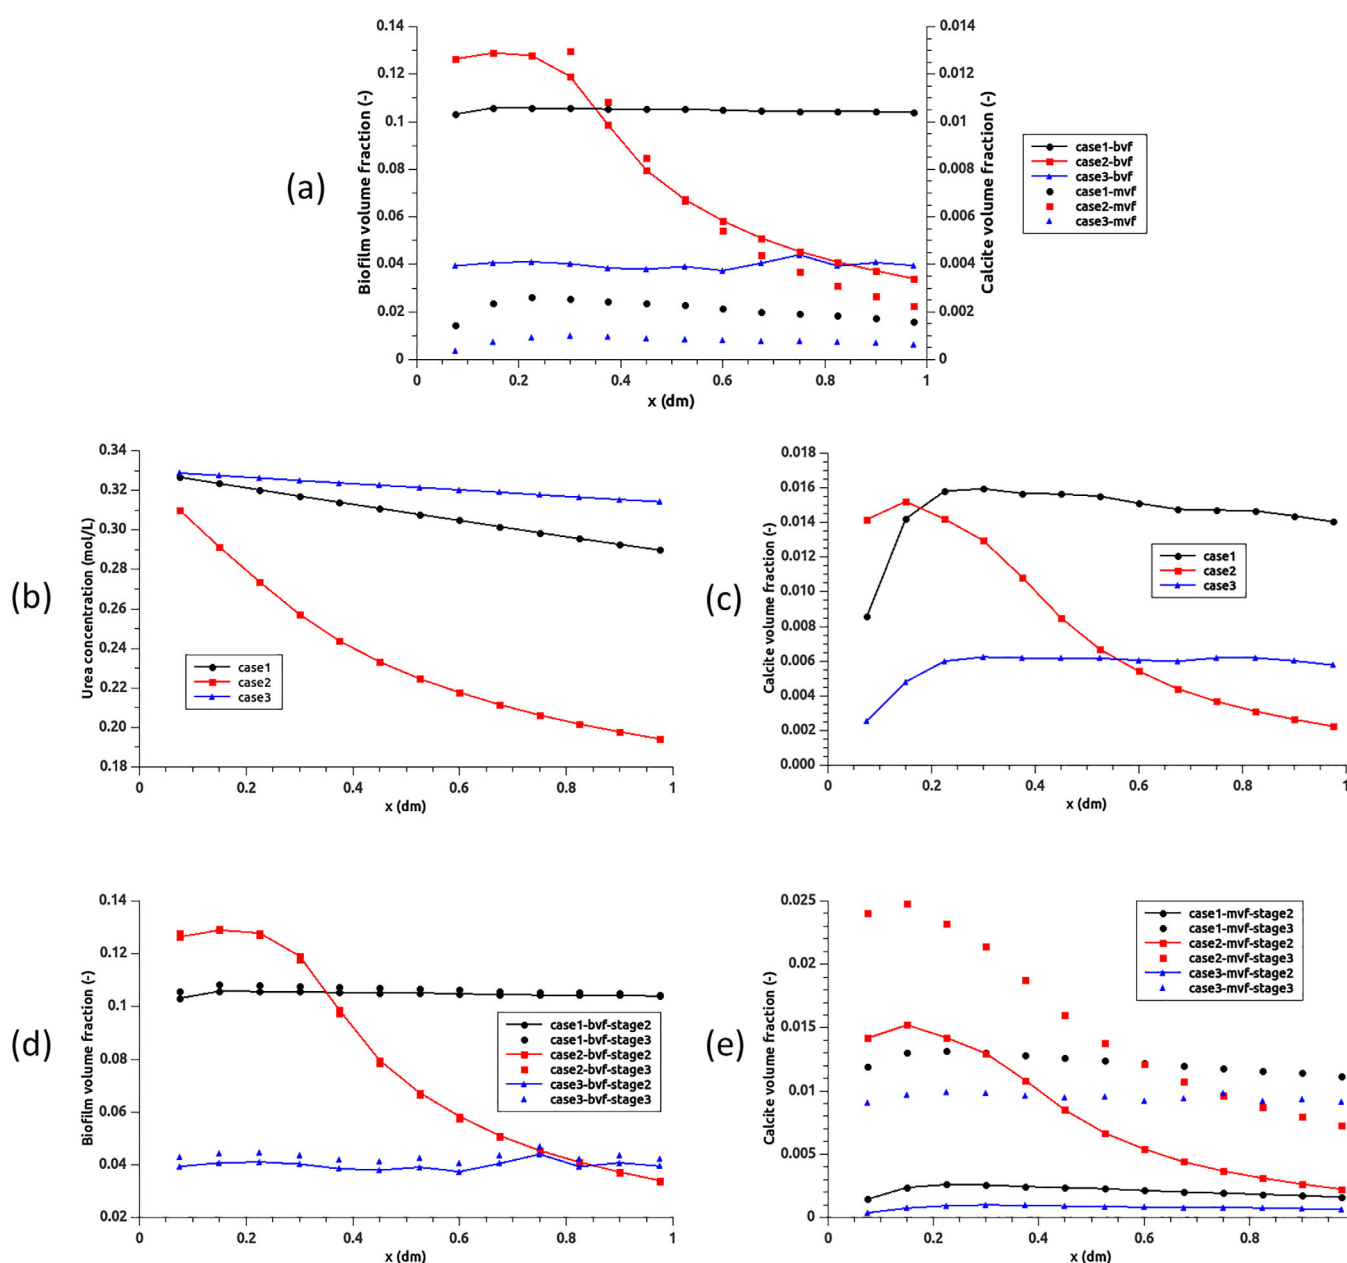 (a)
0.14
0.12
0.1
0.08
0.06
0.04
0.02
0
Biofilm volume fraction (-)
0.014
0.012
0.010
0.008
0.006
0.004
0.002
0
Calcite volume fraction (-)
0 0.2 0.4 0.6 0.8 1
x (dm)
case1-bvf
case2-bvf
case3-bvf
case1-mvf
case2-mvf
case3-mvf
(b)
0.34
0.32
0.30
0.28
0.26
0.24
0.22
0.20
0.18
Urea concentration (mol/L)
case1
case2
case3
0 0.2 0.4 0.6 0.8 1
x (dm)
(c)
0.018
0.016
0.014
0.012
0.010
0.008
0.006
0.004
0.002
0.000
Calcite volume fraction (-)
case1
case2
case3
0 0.2 0.4 0.6 0.8 1
x (dm)
(d)
0.14
0.12
0.1
0.08
0.06
0.04
0.02
Biofilm volume fraction (-)
case1-bvf-stage2
case1-bvf-stage3
case2-bvf-stage2
case2-bvf-stage3
case3-bvf-stage2
case3-bvf-stage3
0 0.2 0.4 0.6 0.8 1
x (dm)
(e)
0.025
0.020
0.015
0.010
0.005
0
Calcite volume fraction (-)
case1-mvf-stage2
case1-mvf-stage3
case2-mvf-stage2
case2-mvf-stage3
case3-mvf-stage2
case3-mvf-stage3
0 0.2 0.4 0.6 0.8 1
x (dm)